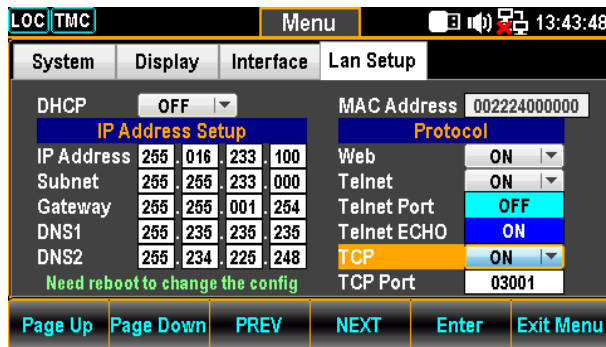 LOC TMC Menu 13:43:48
System Display Interface Lan Setup
DHCP OFF MAC Address 002224000000
IP Address Setup Protocol
IP Address 255 . 016 . 233 . 100 Web ON
Subnet 255 . 255 . 233 . 000 Telnet ON
Gateway 255 . 255 . 001 . 254 Telnet Port OFF
DNS1 255 . 235 . 235 . 235 Telnet ECHO ON
DNS2 255 . 234 . 225 . 248 TCP ON
Need reboot to change the config TCP Port 03001
Page Up Page Down PREV NEXT Enter Exit Menu